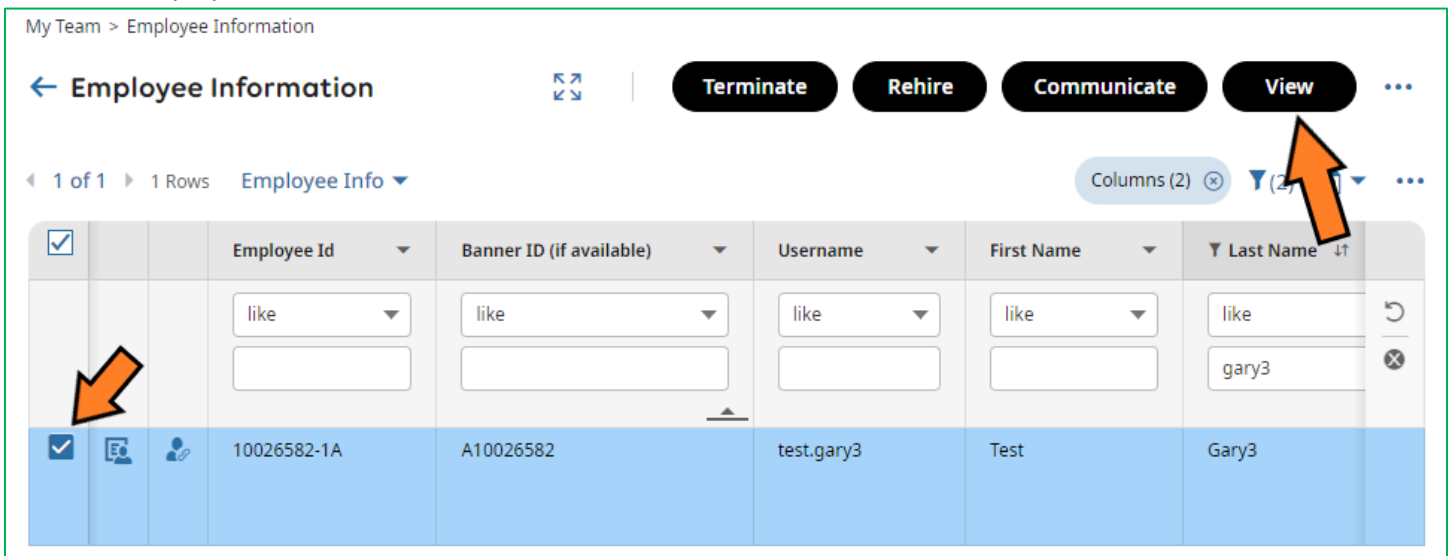 My Team > Employee Information
← Employee Information Terminate Rehire Communicate View •••
1 of 1 1 Rows Employee Info Columns (2) (2) •••
Employee Id Banner ID (if available) Username First Name Last Name
like like like like like
gary3
10026582-1A A10026582 test.gary3 Test Gary3